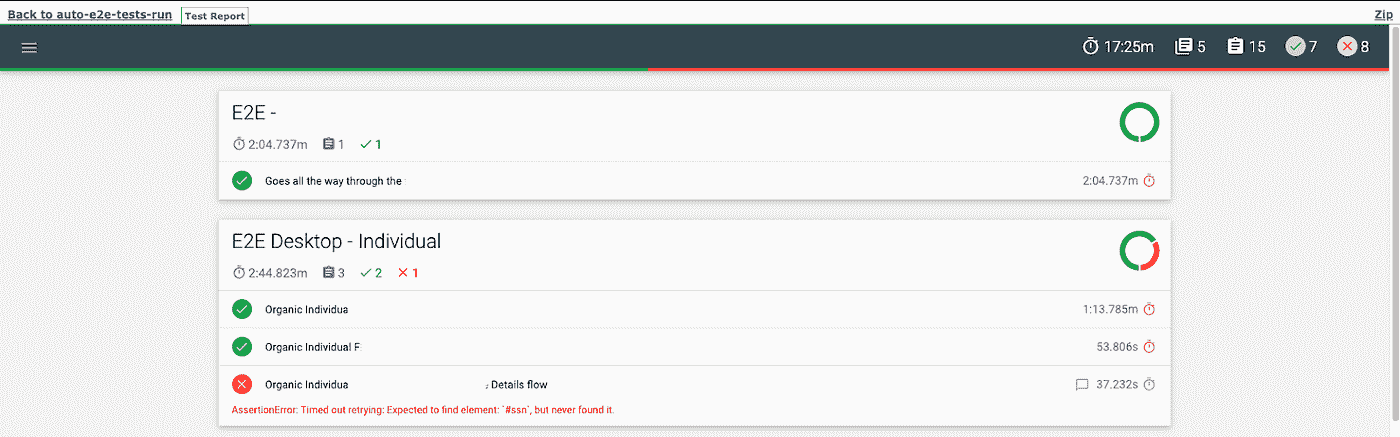 Back to auto-e2e-tests-run Test Report Zip
17:25m 5 15 7 8
E2E -
2:04.737m 1 1
Goes all the way through the 2:04.737m
E2E Desktop - Individual
2:44.823m 3 2 1
Organic Individua 1:13.785m
Organic Individual F 53.806s
Organic Individua , Details flow 37.232s
AssertionError: Timed out retrying: Expected to find element: `#ssn`, but never found it.